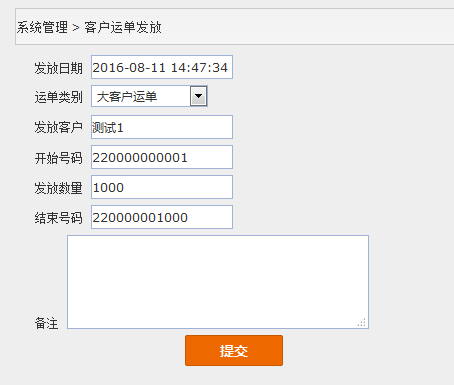 系统管理 > 客户运单发放
发放日期 2016-08-11 14:47:34
运单类别 大客户运单
发放客户 测试1
开始号码 220000000001
发放数量 1000
结束号码 220000001000
备注
提交